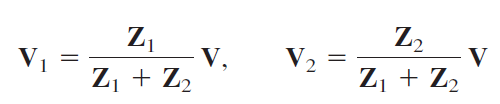 V₁ = Z₁ / (Z₁ + Z₂) V, V₂ = Z₂ / (Z₁ + Z₂) V